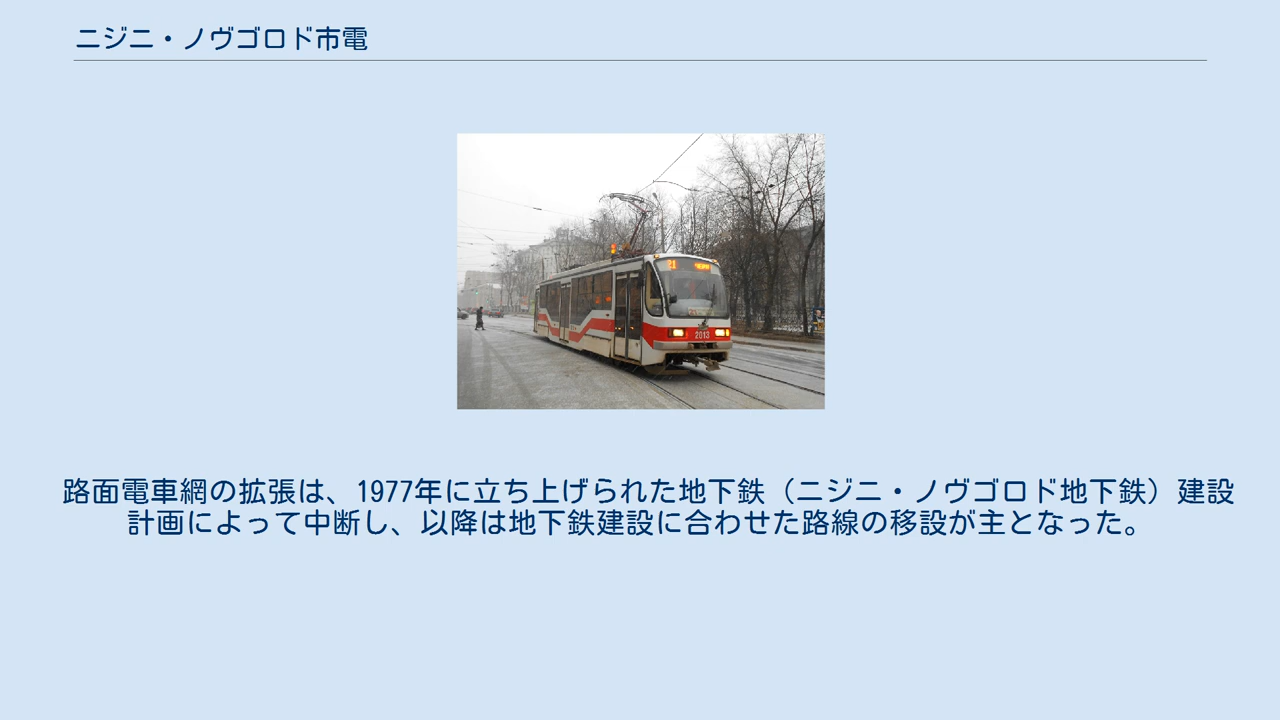 ニジニ・ノヴゴロド市電
21
2013
路面電車網の拡張は、1977年に立ち上げられた地下鉄（ニジニ・ノヴゴロド地下鉄）建設
計画によって中断し、以降は地下鉄建設に合わせた路線の移設が主となった。